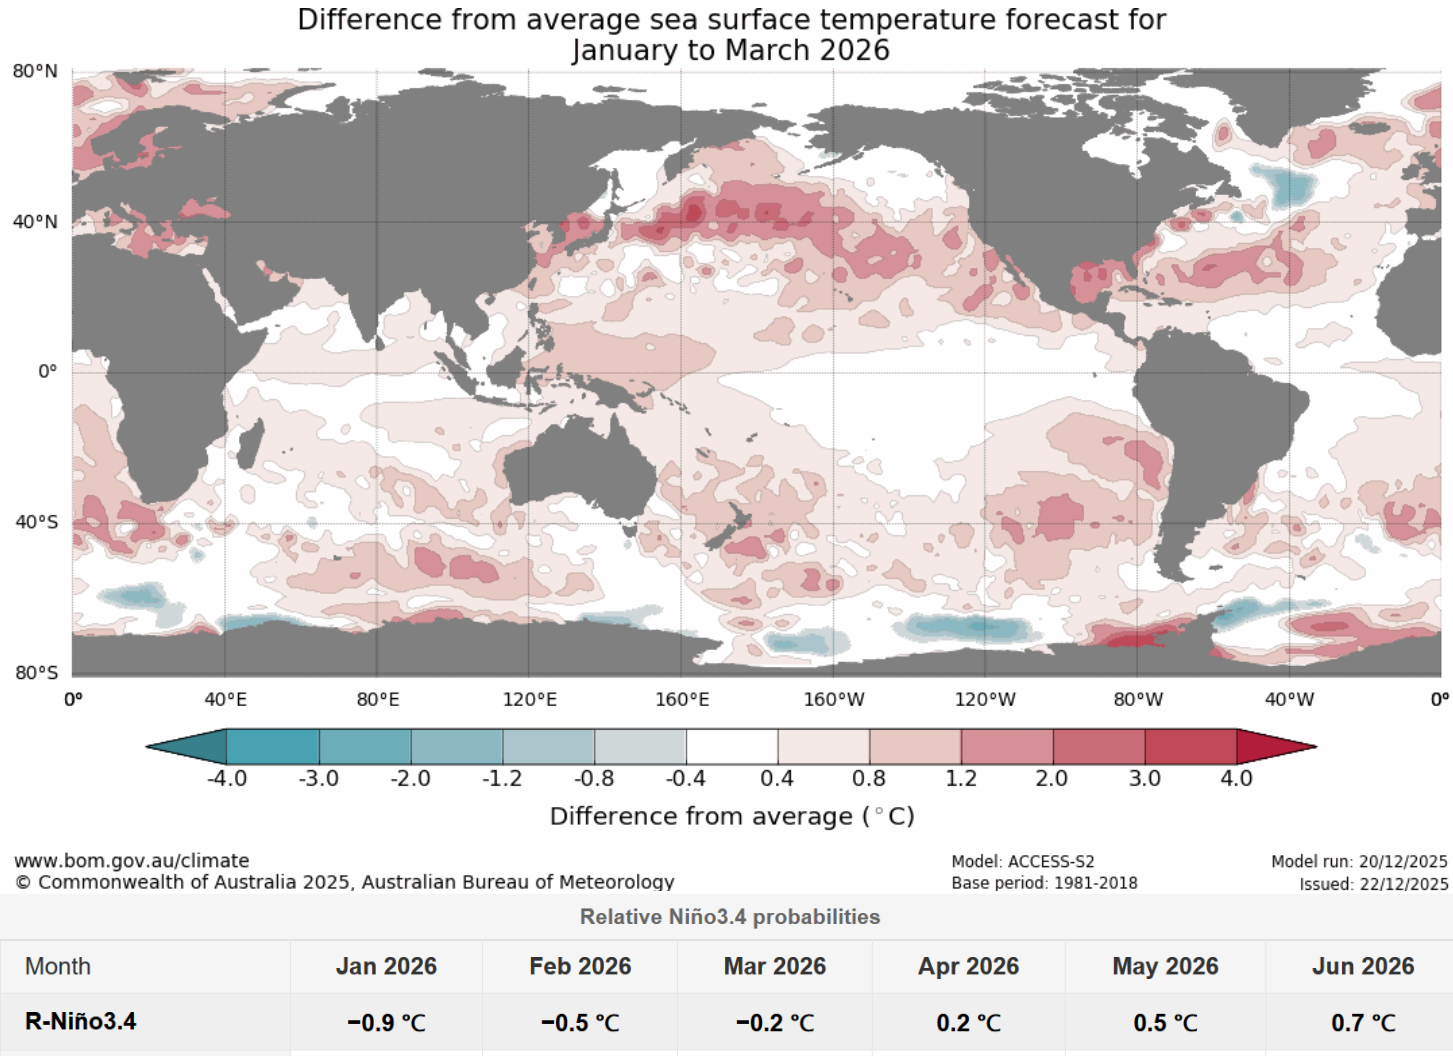 Difference from average sea surface temperature forecast for
January to March 2026
80°N
40°N
0°
40°S
80°S
0° 40°E 80°E 120°E 160°E 160°W 120°W 80°W 40°W 0°
-4.0 -3.0 -2.0 -1.2 -0.8 -0.4 0.4 0.8 1.2 2.0 3.0 4.0
Difference from average (°C)
www.bom.gov.au/climate Model: ACCESS-S2 Model run: 20/12/2025
© Commonwealth of Australia 2025, Australian Bureau of Meteorology Base period: 1981-2018 Issued: 22/12/2025
Relative Niño3.4 probabilities
Month Jan 2026 Feb 2026 Mar 2026 Apr 2026 May 2026 Jun 2026
R-Niño3.4 −0.9 °C −0.5 °C −0.2 °C 0.2 °C 0.5 °C 0.7 °C